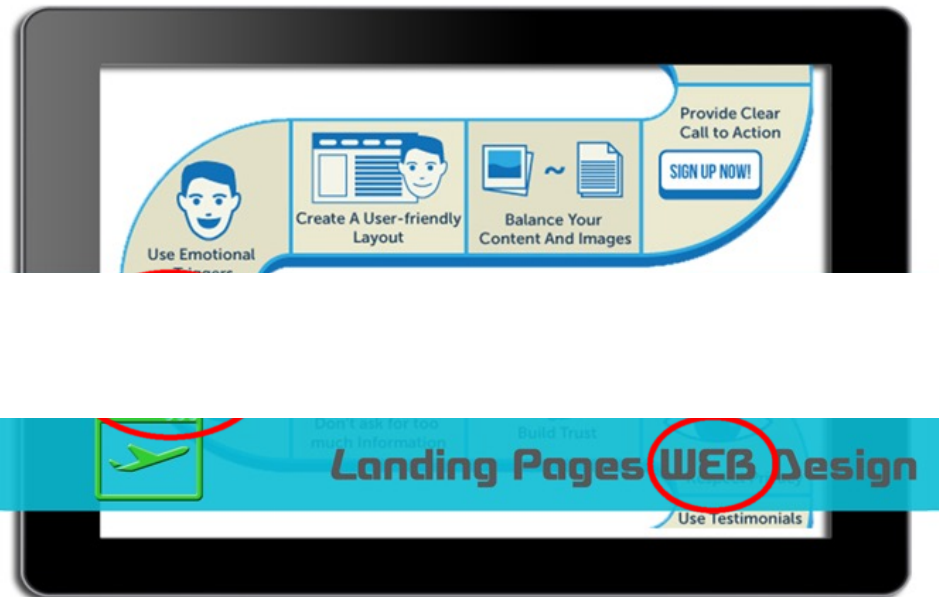 Provide Clear
Call to Action
SIGN UP NOW!
Create A User-friendly
Layout
Balance Your
Content And Images
Use Emotional
Triggers
Don't ask for too
much Information
Build Trust
Landing Pages WEB Design
Use Testimonials